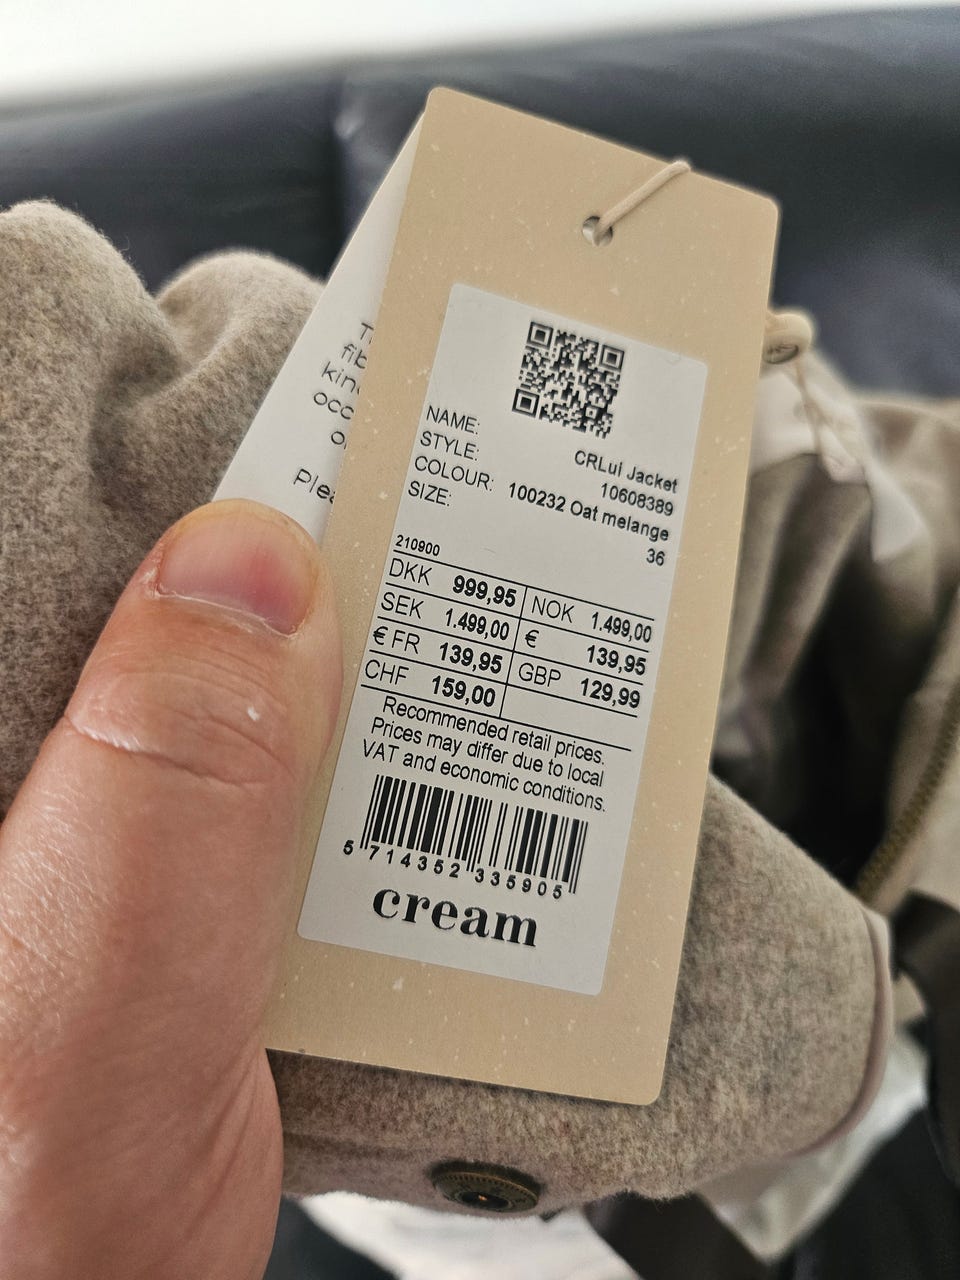 NAME: CRLui Jacket
STYLE: 10608389
COLOUR: 100232 Oat melange
SIZE: 36
210900
DKK 999,95 NOK 1.499,00
SEK 1.499,00 € 139,95
€ FR 139,95 GBP 129,99
CHF 159,00
Recommended retail prices.
Prices may differ due to local
VAT and economic conditions.
5 714352 335905
cream